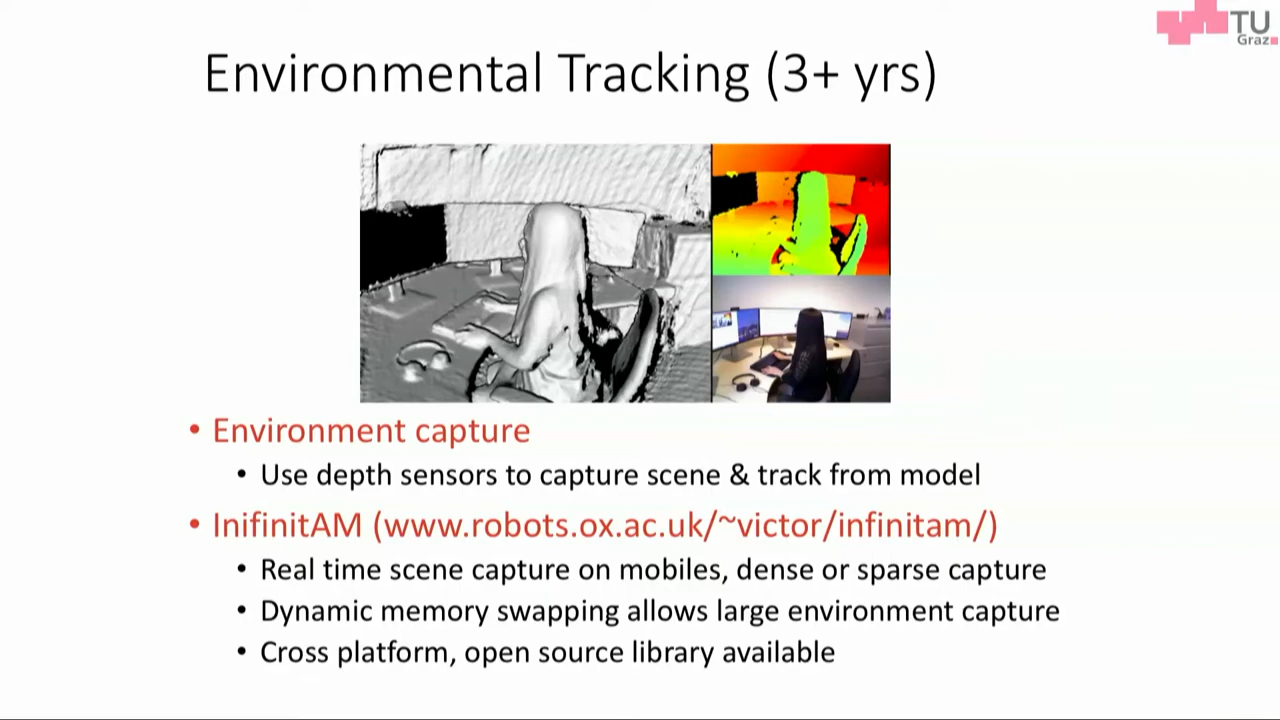 TU
Graz
Environmental Tracking (3+ yrs)
• Environment capture
• Use depth sensors to capture scene & track from model
• InifinitAM (www.robots.ox.ac.uk/~victor/infinitam/)
• Real time scene capture on mobiles, dense or sparse capture
• Dynamic memory swapping allows large environment capture
• Cross platform, open source library available